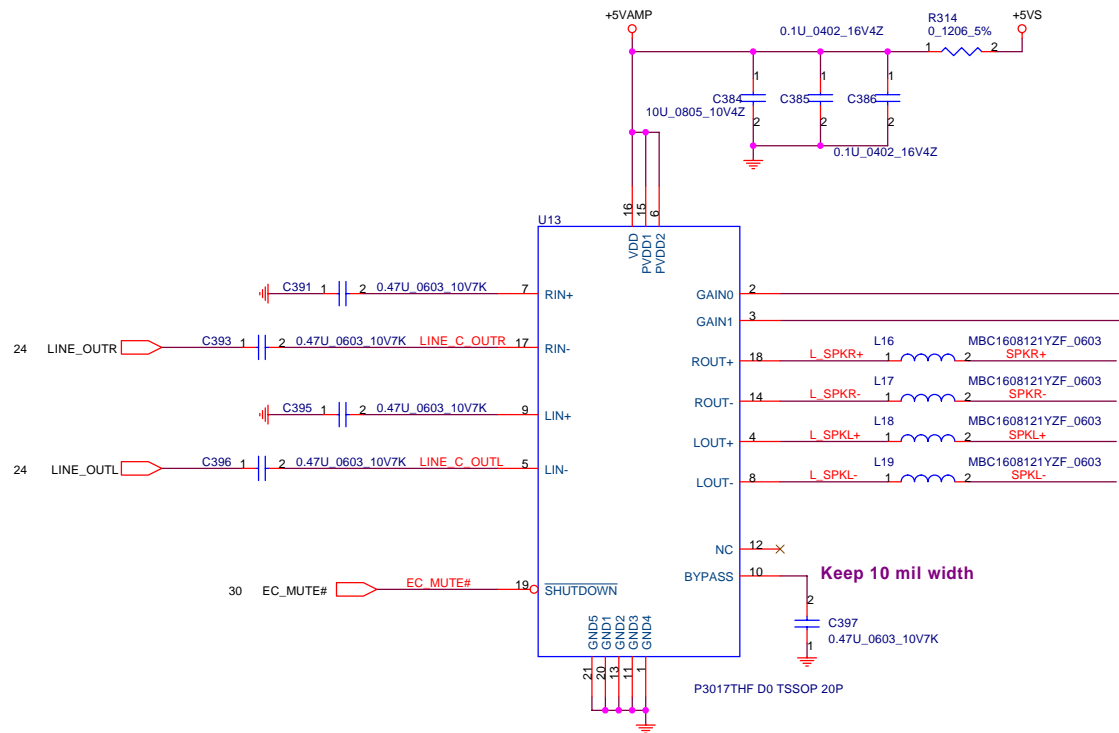 +5VAMP
+5VS
R314
0_1206_5%
0.1U_0402_16V4Z
1 2
1 1 1
C384 C385 C386
10U_0805_10V4Z
2 2 2
0.1U_0402_16V4Z
16 15 6
U13
VDD PVDD1 PVDD2
C391 1 2 0.47U_0603_10V7K 7 RIN+
GAIN0 2
GAIN1 3
24 LINE_OUTR C393 1 2 0.47U_0603_10V7K LINE_C_OUTR 17 RIN-
L16 MBC1608121YZF_0603
ROUT+ 18 L_SPKR+ 1 2 SPKR+
L17 MBC1608121YZF_0603
ROUT- 14 L_SPKR- 1 2 SPKR-
C395 1 2 0.47U_0603_10V7K 9 LIN+
L18 MBC1608121YZF_0603
LOUT+ 4 L_SPKL+ 1 2 SPKL+
24 LINE_OUTL C396 1 2 0.47U_0603_10V7K LINE_C_OUTL 5 LIN-
L19 MBC1608121YZF_0603
LOUT- 8 L_SPKL- 1 2 SPKL-
NC 12
BYPASS 10
Keep 10 mil width
30 EC_MUTE# EC_MUTE# 19 SHUTDOWN
2
C397
0.47U_0603_10V7K
1
GND5 GND1 GND2 GND3 GND4
21 20 13 11 1
P3017THF D0 TSSOP 20P